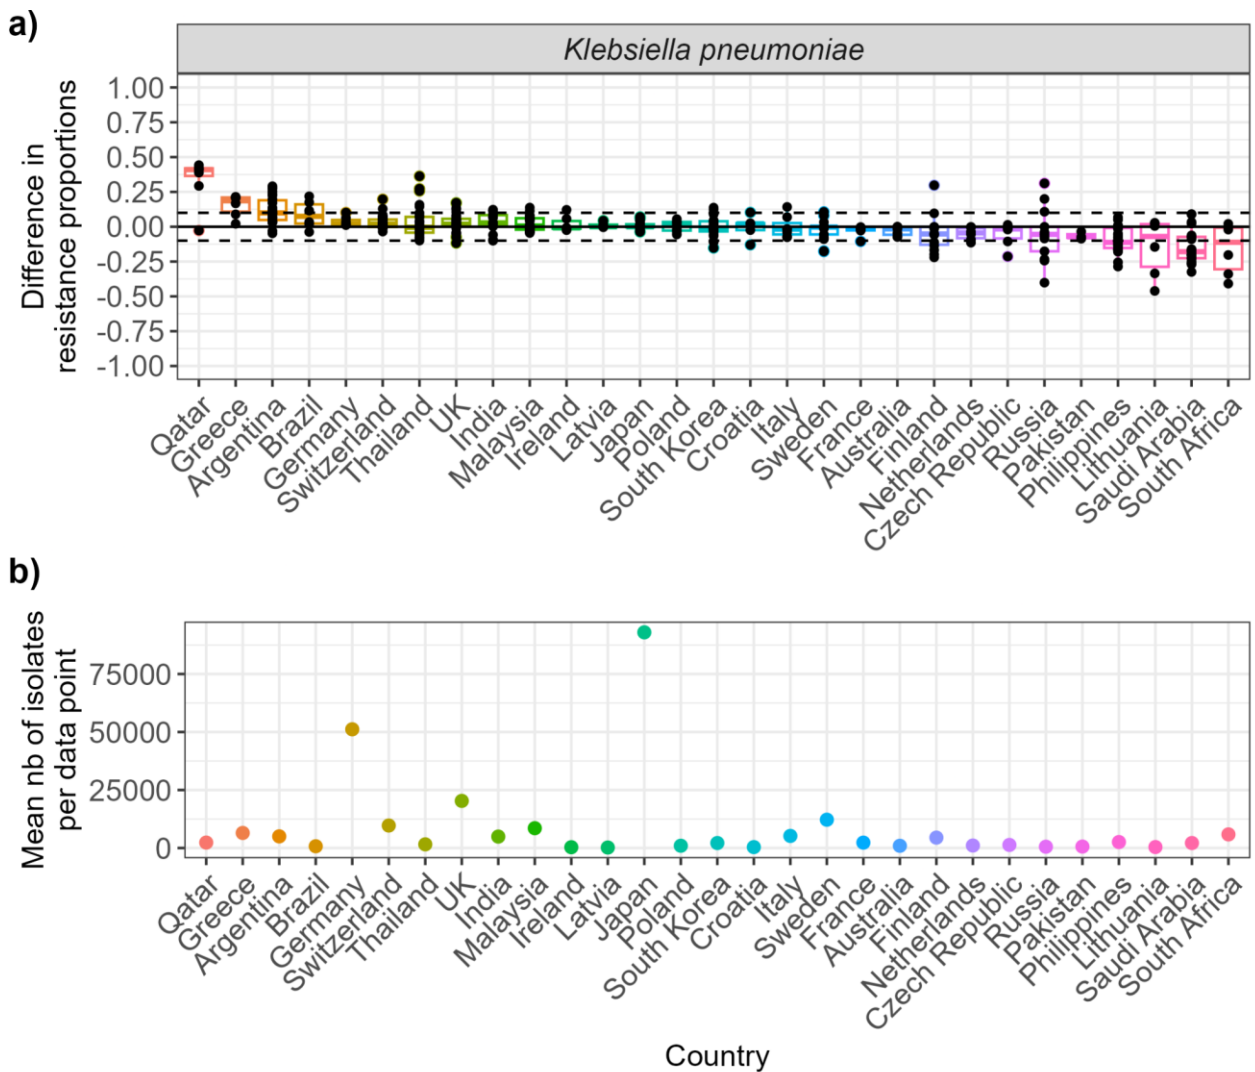 a)
Klebsiella pneumoniae
Difference in
resistance proportions
1.00
0.75
0.50
0.25
0.00
-0.25
-0.50
-0.75
-1.00
Qatar
Greece
Argentina
Brazil
Germany
Switzerland
Thailand
UK
India
Malaysia
Ireland
Latvia
Japan
Poland
South Korea
Croatia
Italy
Sweden
France
Australia
Finland
Netherlands
Czech Republic
Russia
Pakistan
Philippines
Lithuania
Saudi Arabia
South Africa
b)
Mean nb of isolates
per data point
75000
50000
25000
0
Qatar
Greece
Argentina
Brazil
Germany
Switzerland
Thailand
UK
India
Malaysia
Ireland
Latvia
Japan
Poland
South Korea
Croatia
Italy
Sweden
France
Australia
Finland
Netherlands
Czech Republic
Russia
Pakistan
Philippines
Lithuania
Saudi Arabia
South Africa
Country